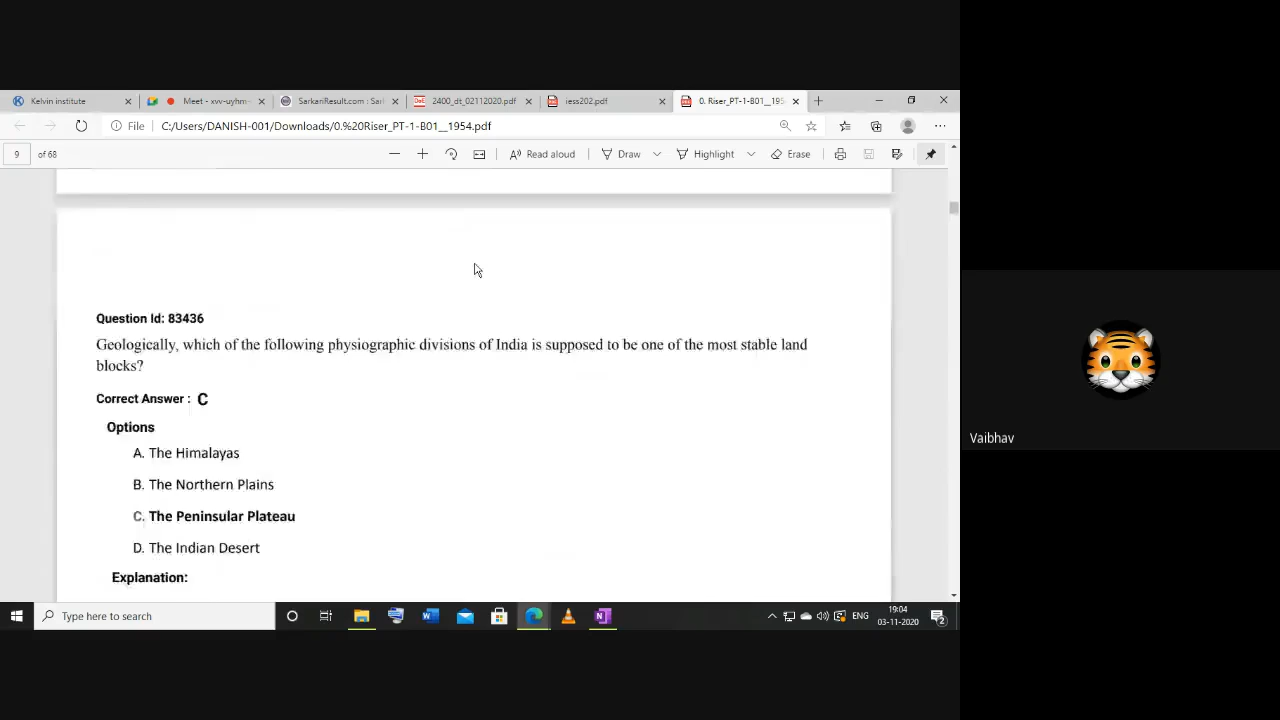 Kelvin institute
Meet - xvv-uyhm-
SarkariResult.com : Sarl
2400_dt_02112020.pdf
iess202.pdf
0. Riser_PT-1-B01__195
File C:/Users/DANISH-001/Downloads/0.%20Riser_PT-1-B01__1954.pdf
9 of 68
Read aloud
Draw
Highlight
Erase
Question Id: 83436
Geologically, which of the following physiographic divisions of India is supposed to be one of the most stable land
blocks?
Correct Answer : C
Options
A. The Himalayas
B. The Northern Plains
C. The Peninsular Plateau
D. The Indian Desert
Explanation:
Vaibhav
Type here to search
ENG
19:04
03-11-2020
2